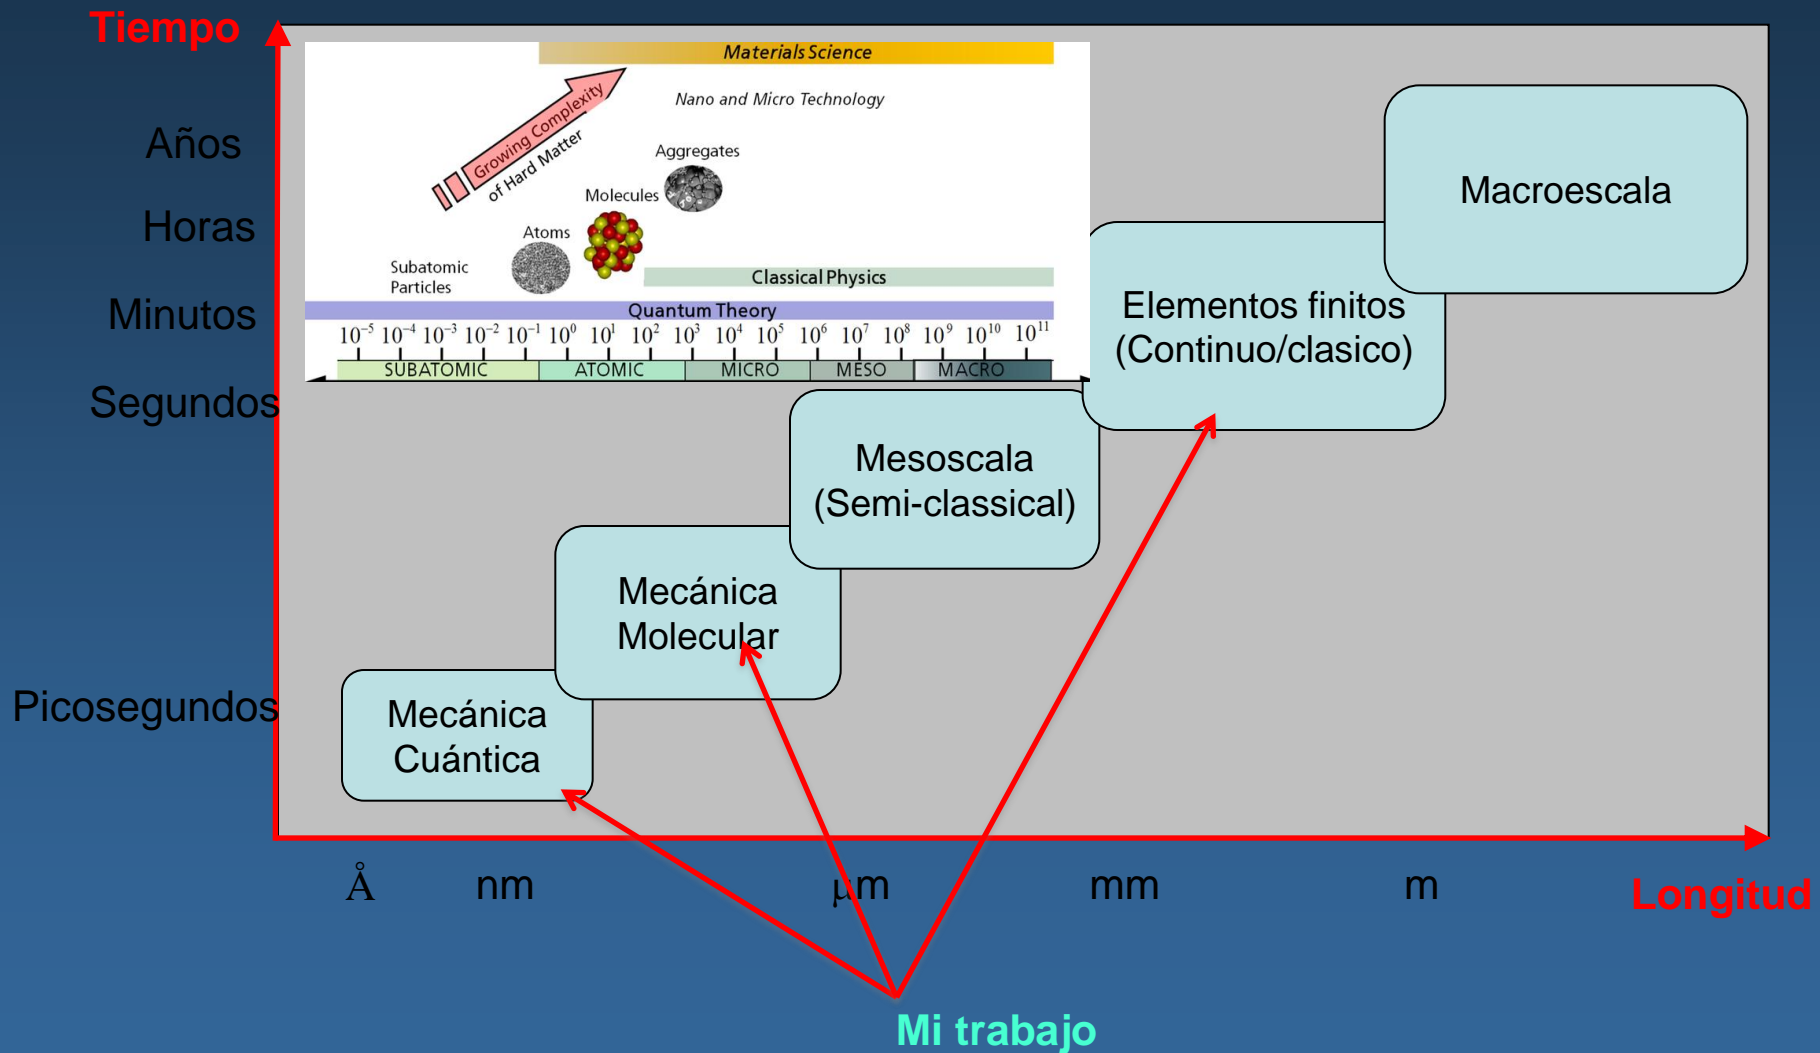 Tiempo
Años
Horas
Minutos
Segundos
Picosegundos
Materials Science
Nano and Micro Technology
Growing Complexity
of Hard Matter
Aggregates
Molecules
Atoms
Subatomic
Particles
Classical Physics
Quantum Theory
10⁻⁵ 10⁻⁴ 10⁻³ 10⁻² 10⁻¹ 10⁰ 10¹ 10² 10³ 10⁴ 10⁵ 10⁶ 10⁷ 10⁸ 10⁹ 10¹⁰ 10¹¹
SUBATOMIC ATOMIC MICRO MESO MACRO
Macroescala
Elementos finitos
(Continuo/clasico)
Mesoscala
(Semi-classical)
Mecánica
Molecular
Mecánica
Cuántica
Å nm μm mm m Longitud
Mi trabajo